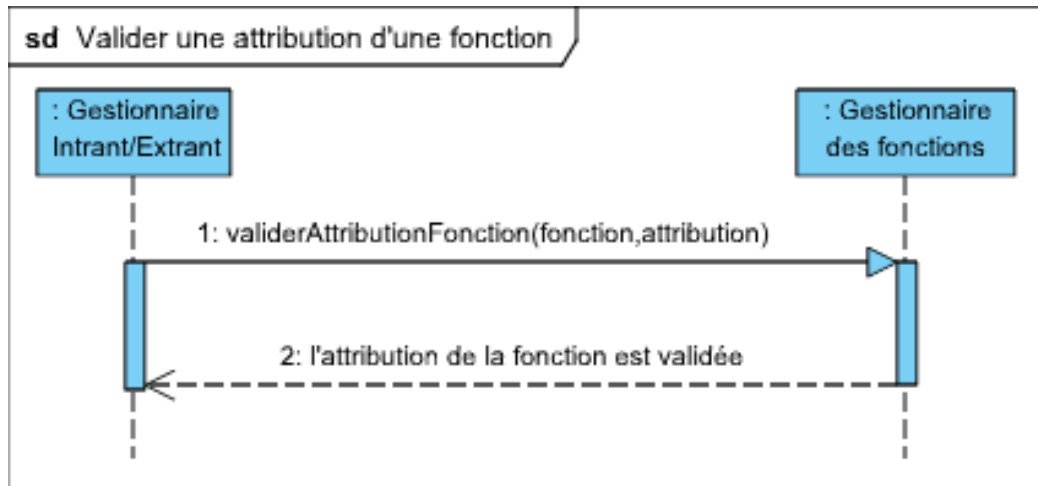 sd Valider une attribution d'une fonction
: Gestionnaire
Intrant/Extrant
: Gestionnaire
des fonctions
1: validerAttributionFonction(fonction,attribution)
2: l'attribution de la fonction est validée